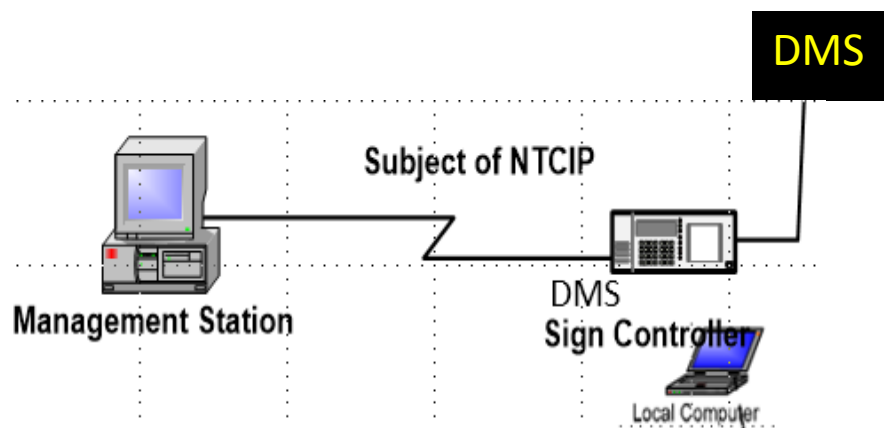 DMS
Subject of NTCIP
Management Station
DMS
Sign Controller
Local Computer